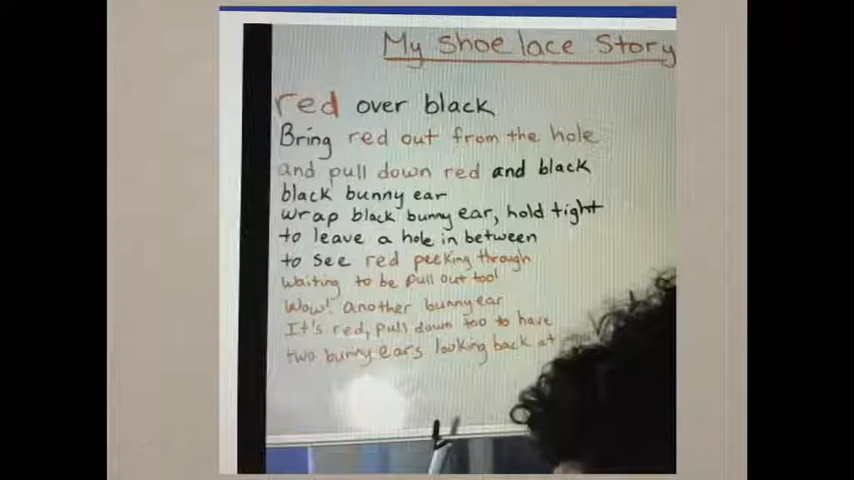 My Shoe lace Story
red over black
Bring red out from the hole
and pull down red and black
black bunny ear
wrap black bunny ear, hold tight
to leave a hole in between
to see red peeking through
Waiting to be pull out too!
Wow! another bunny ear
It's red, pull down too to have
two bunny ears looking back at